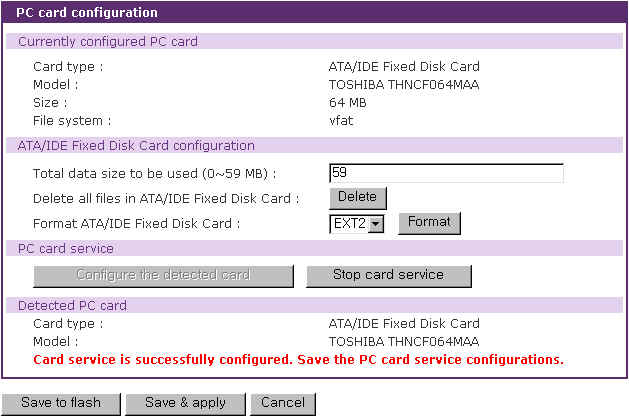 PC card configuration
Currently configured PC card
Card type : ATA/IDE Fixed Disk Card
Model : TOSHIBA THNCF064MAA
Size : 64 MB
File system : vfat
ATA/IDE Fixed Disk Card configuration
Total data size to be used (0~59 MB) : 59
Delete all files in ATA/IDE Fixed Disk Card : Delete
Format ATA/IDE Fixed Disk Card : EXT2 Format
PC card service
Configure the detected card Stop card service
Detected PC card
Card type : ATA/IDE Fixed Disk Card
Model : TOSHIBA THNCF064MAA
Card service is successfully configured. Save the PC card service configurations.
Save to flash Save & apply Cancel